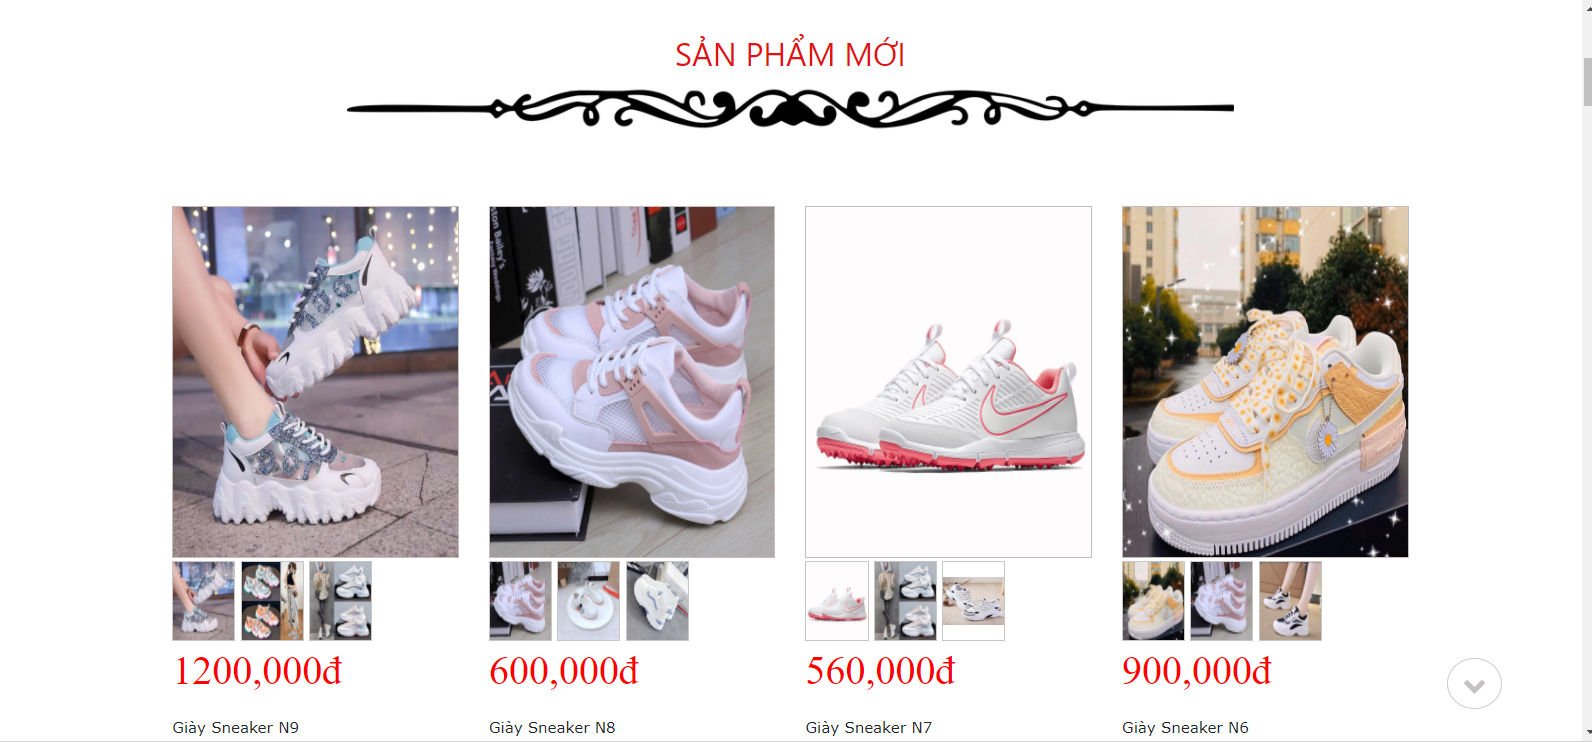 SẢN PHẨM MỚI
1200,000đ
600,000đ
560,000đ
900,000đ
Giày Sneaker N9
Giày Sneaker N8
Giày Sneaker N7
Giày Sneaker N6